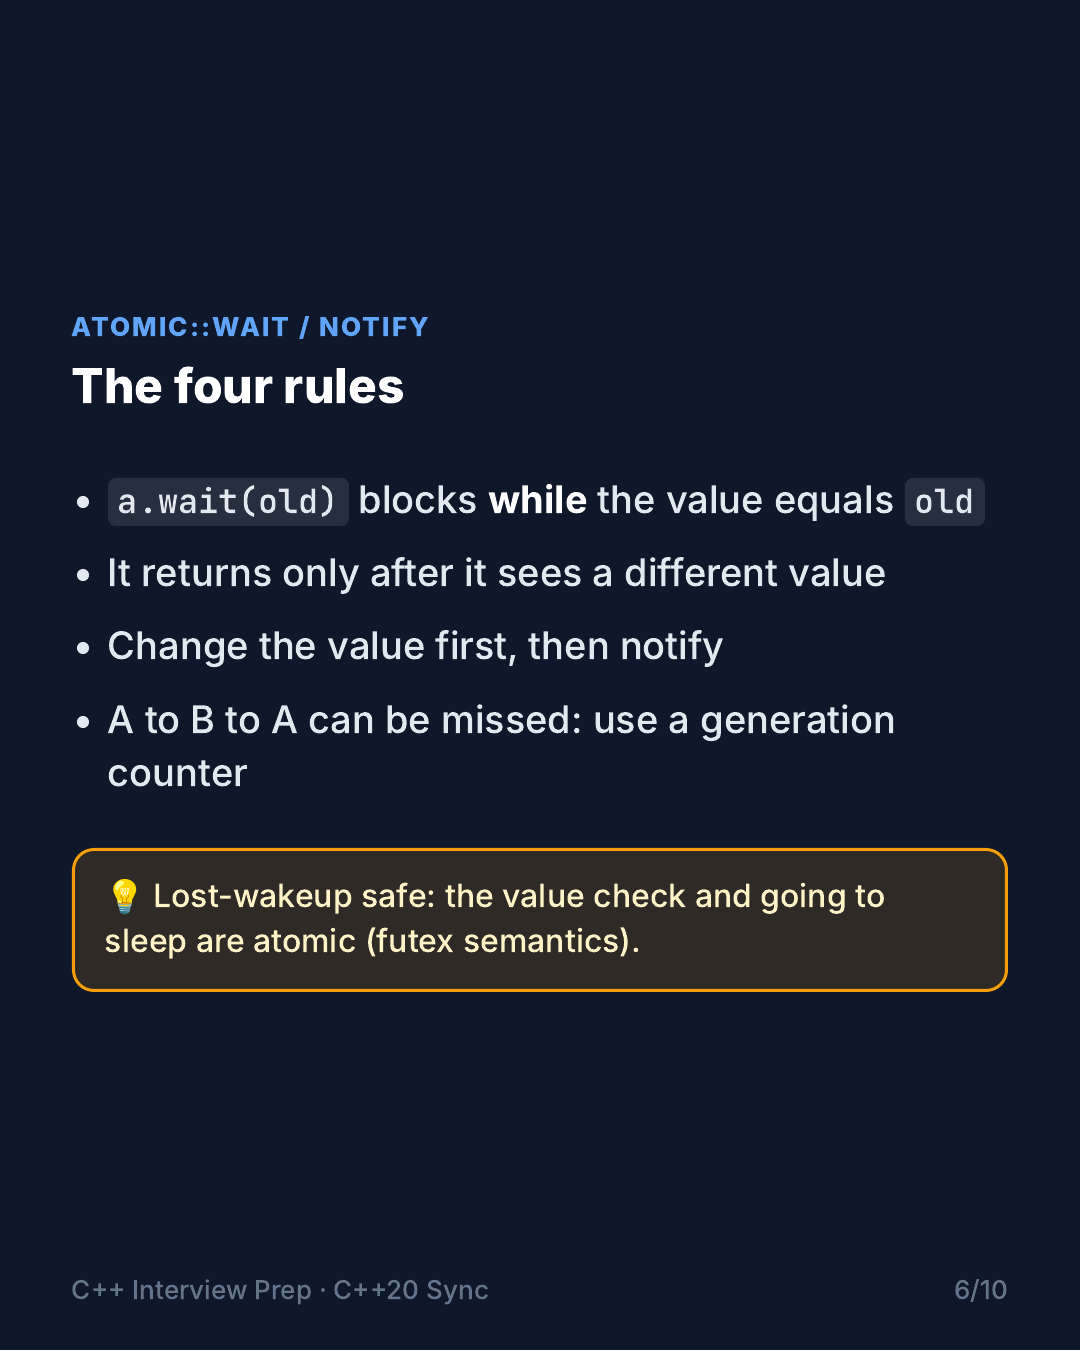 ATOMIC::WAIT / NOTIFY
The four rules
• a.wait(old) blocks while the value equals old
• It returns only after it sees a different value
• Change the value first, then notify
• A to B to A can be missed: use a generation
counter
💡 Lost-wakeup safe: the value check and going to
sleep are atomic (futex semantics).
C++ Interview Prep · C++20 Sync
6/10